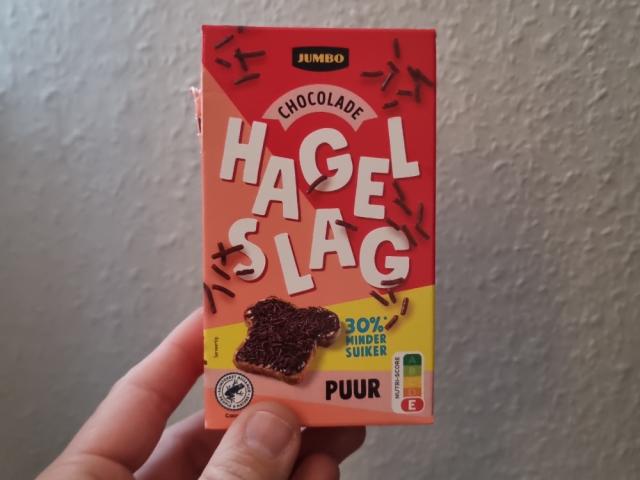 JUMBO
CHOCOLADE
HAGEL
SLAG
30%*
MINDER
SUIKER
PUUR
NUTRI-SCORE
A
B
C
D
E